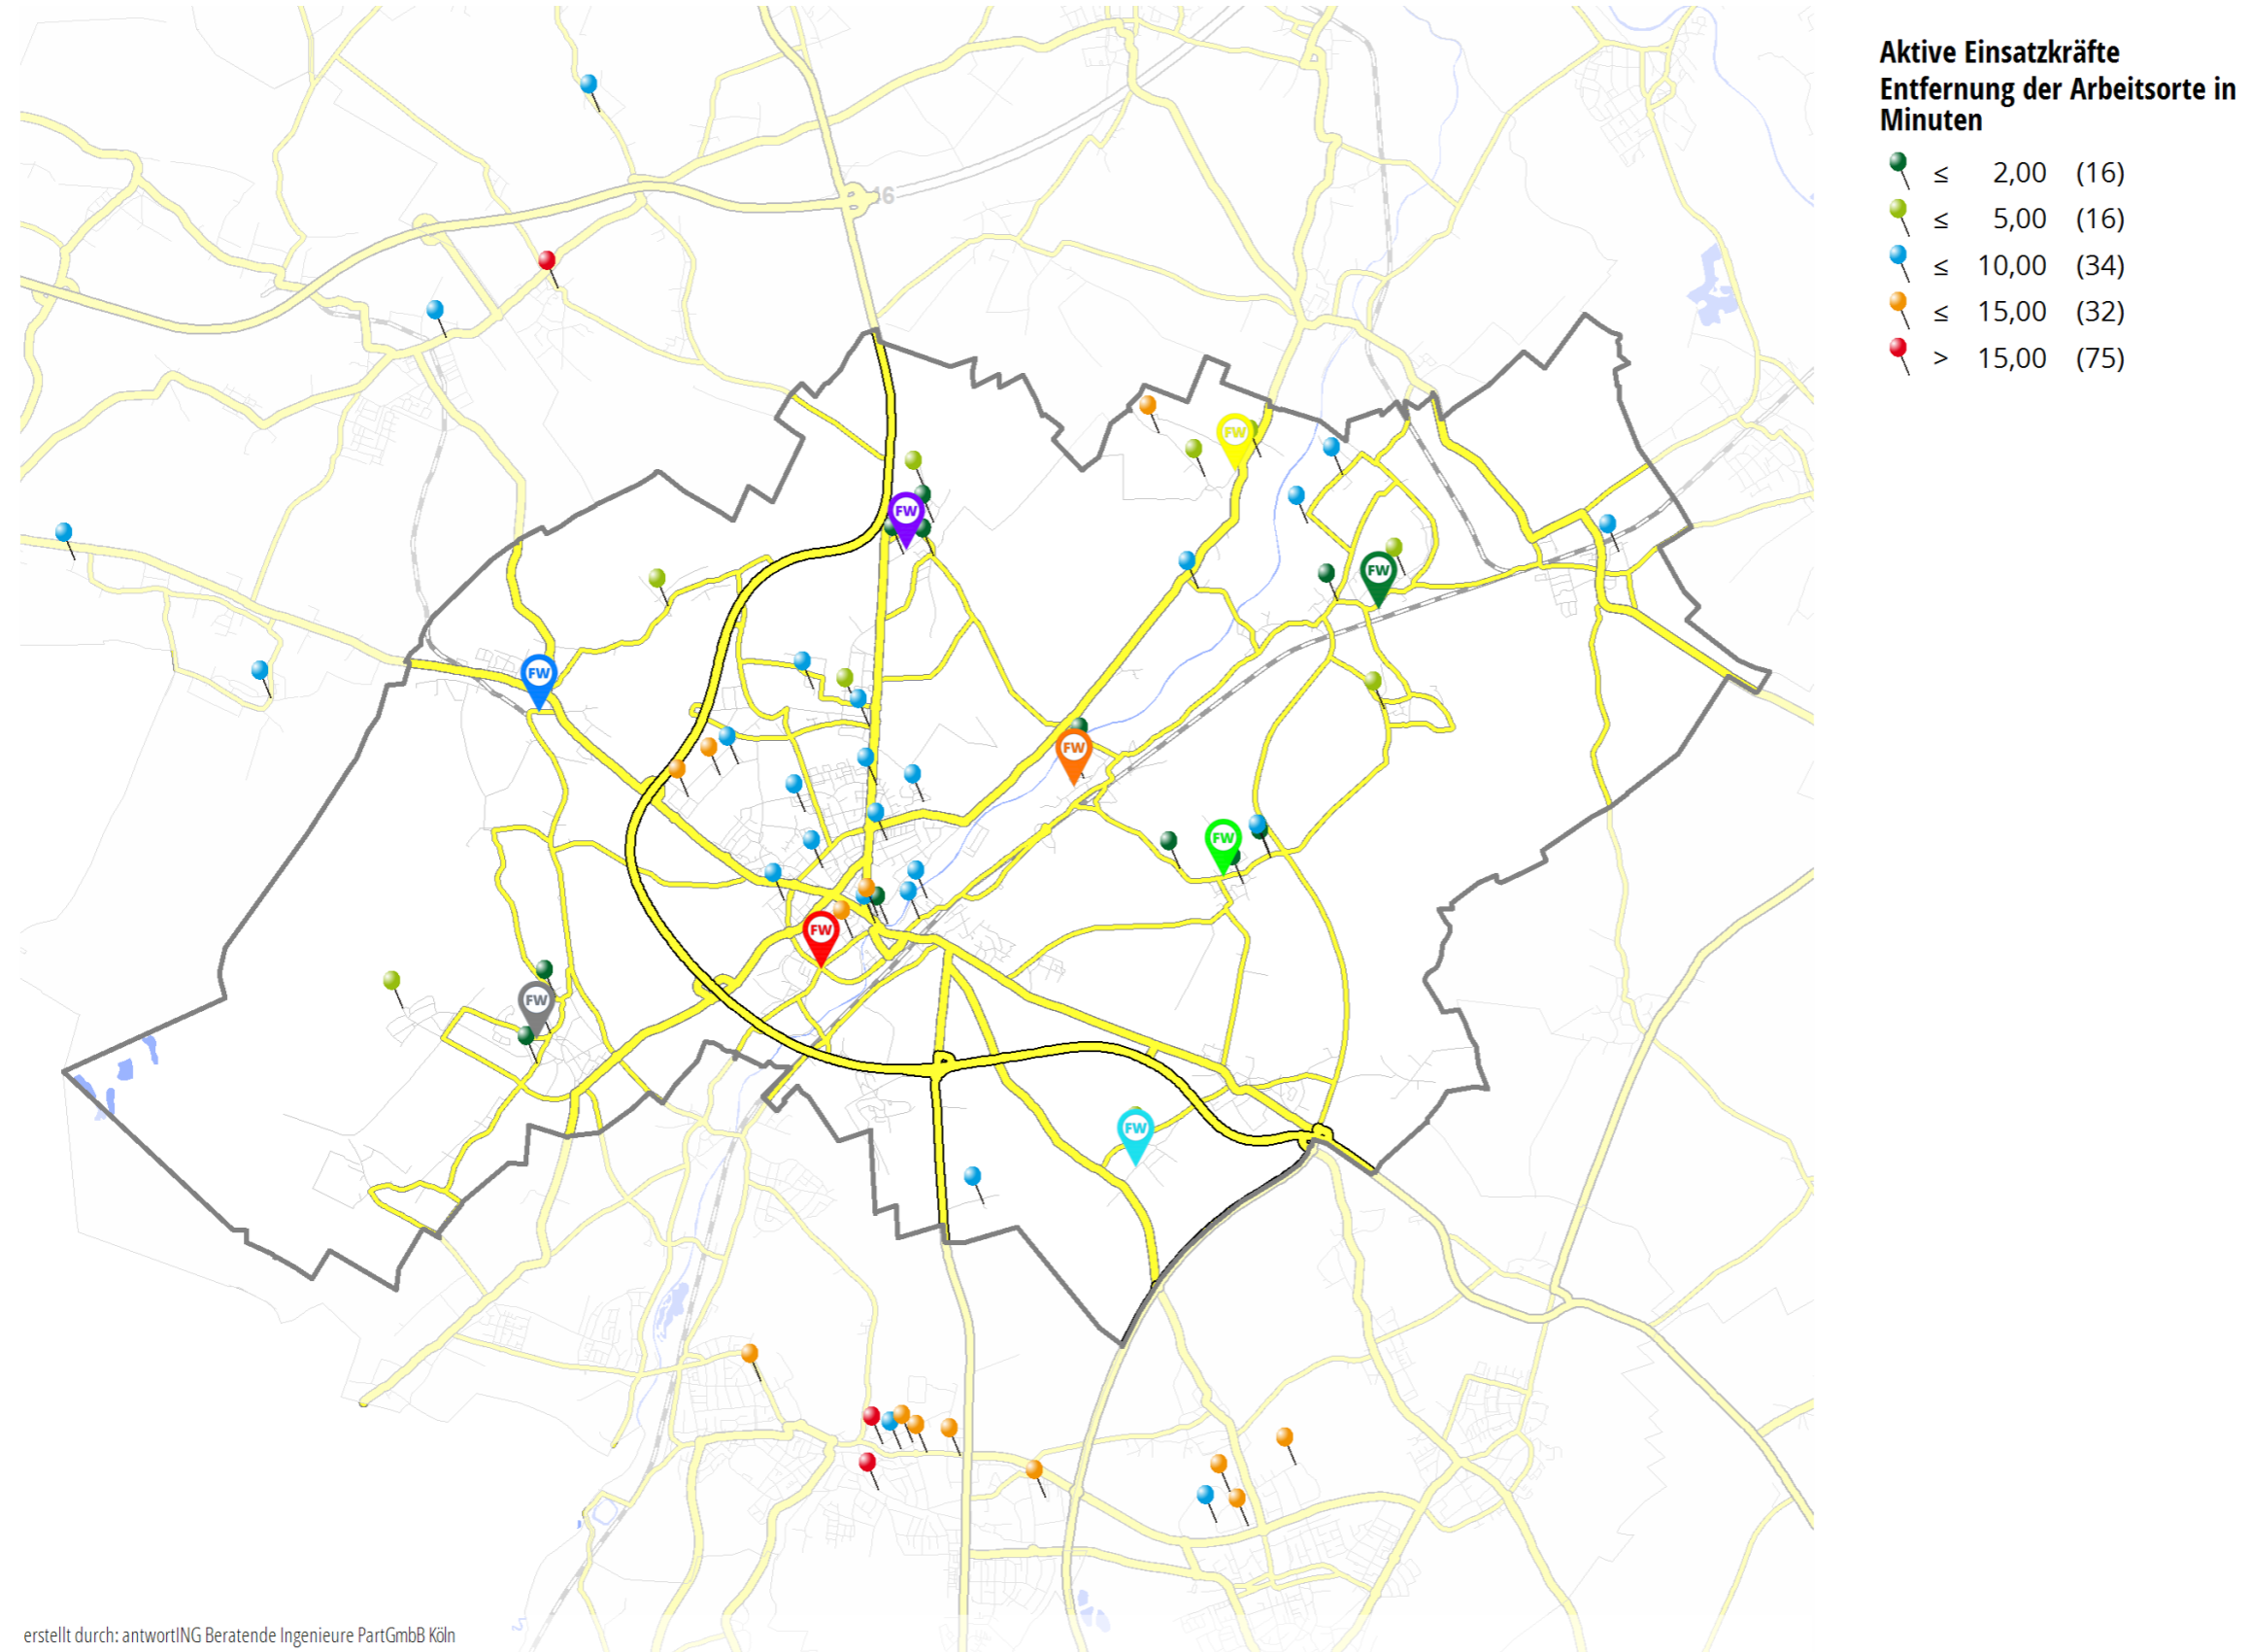 Aktive Einsatzkräfte
Entfernung der Arbeitsorte in
Minuten
≤ 2,00 (16)
≤ 5,00 (16)
≤ 10,00 (34)
≤ 15,00 (32)
> 15,00 (75)
46
FW
FW
FW
FW
FW
FW
FW
FW
FW
erstellt durch: antwortING Beratende Ingenieure PartGmbB Köln